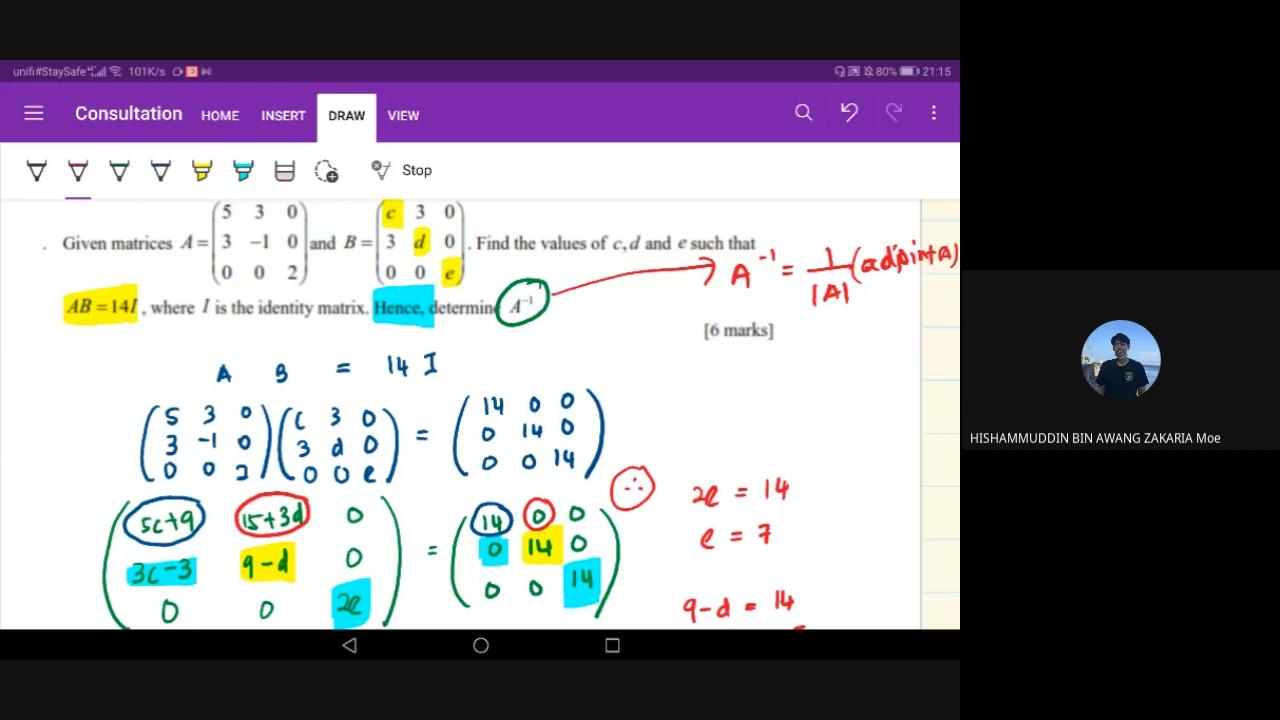 unifi#StaySafe 101K/s 80% 21:15
Consultation HOME INSERT DRAW VIEW
Stop
. Given matrices A = (5 3 0 / 3 −1 0 / 0 0 2) and B = (c 3 0 / 3 d 0 / 0 0 e). Find the values of c, d and e such that
AB = 14I , where I is the identity matrix. Hence, determine A⁻¹
[6 marks]
A⁻¹ = 1/|A| (adjoint A)
A B = 14 I
(5 3 0 / 3 -1 0 / 0 0 2) (c 3 0 / 3 d 0 / 0 0 e) = (14 0 0 / 0 14 0 / 0 0 14)
(5c+9 15+3d 0 / 3c-3 9-d 0 / 0 0 2e) = (14 0 0 / 0 14 0 / 0 0 14)
∴ 2e = 14
e = 7
9-d = 14
HISHAMMUDDIN BIN AWANG ZAKARIA Moe